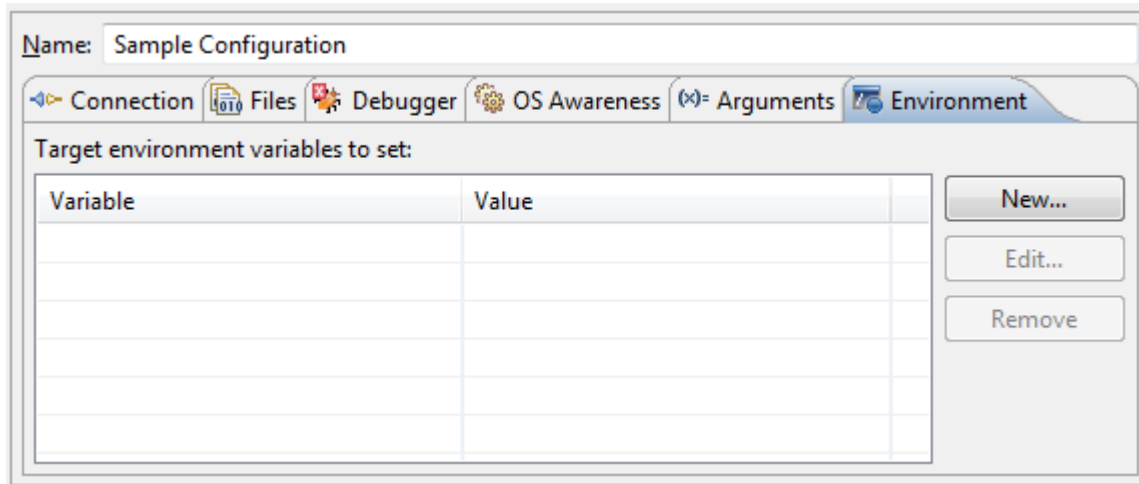 Name: Sample Configuration
Connection Files Debugger OS Awareness (x)= Arguments Environment
Target environment variables to set:
Variable Value New...
Edit...
Remove